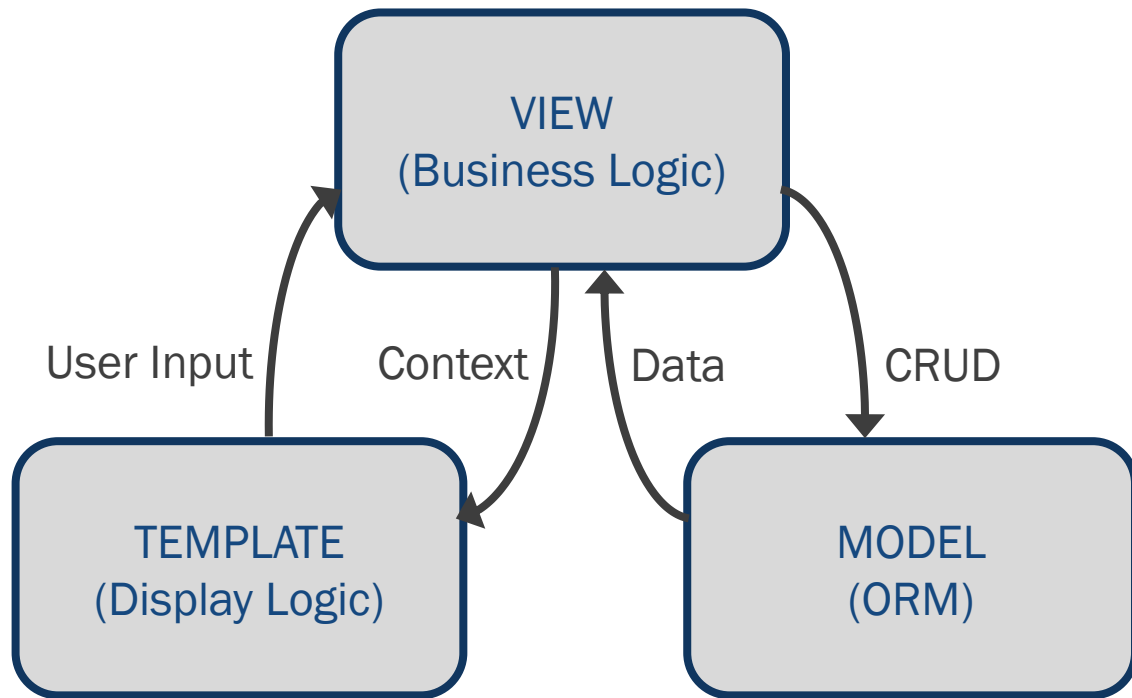 VIEW
(Business Logic)
User Input
Context
Data
CRUD
TEMPLATE
(Display Logic)
MODEL
(ORM)